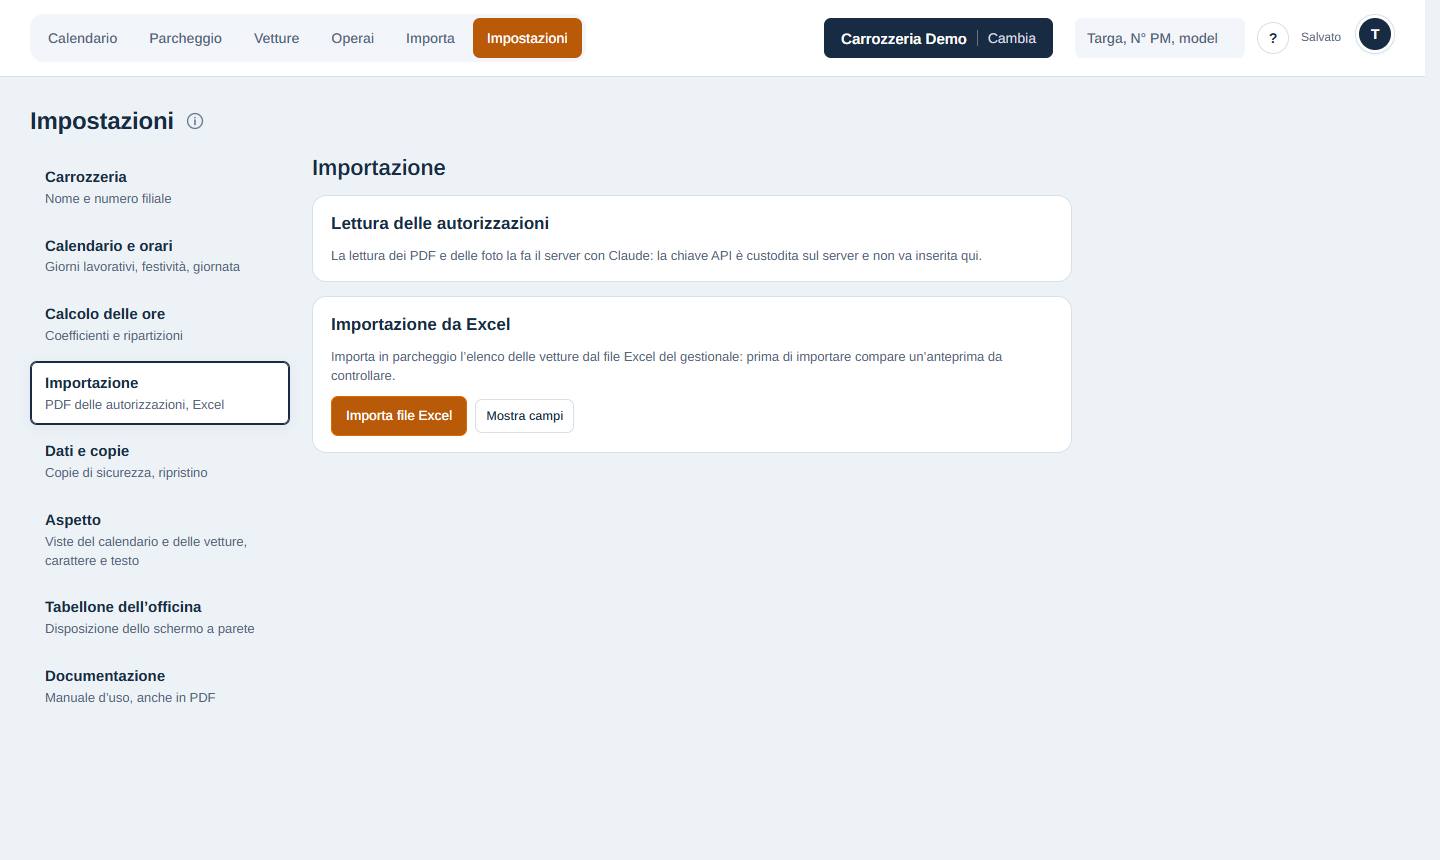 Calendario Parcheggio Vetture Operai Importa Impostazioni Carrozzeria Demo Cambia Targa, N° PM, model ? Salvato T
Impostazioni
Carrozzeria
Nome e numero filiale
Calendario e orari
Giorni lavorativi, festività, giornata
Calcolo delle ore
Coefficienti e ripartizioni
Importazione
PDF delle autorizzazioni, Excel
Dati e copie
Copie di sicurezza, ripristino
Aspetto
Viste del calendario e delle vetture,
carattere e testo
Tabellone dell’officina
Disposizione dello schermo a parete
Documentazione
Manuale d’uso, anche in PDF
Importazione
Lettura delle autorizzazioni
La lettura dei PDF e delle foto la fa il server con Claude: la chiave API è custodita sul server e non va inserita qui.
Importazione da Excel
Importa in parcheggio l’elenco delle vetture dal file Excel del gestionale: prima di importare compare un’anteprima da
controllare.
Importa file Excel Mostra campi